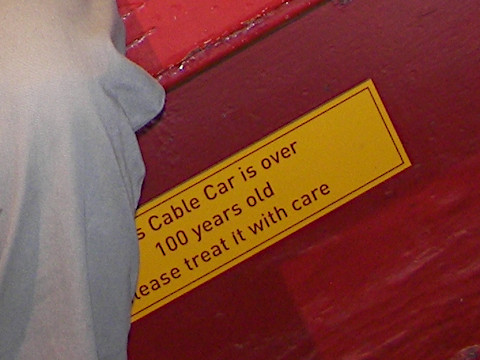 s Cable Car is over
100 years old
lease treat it with care